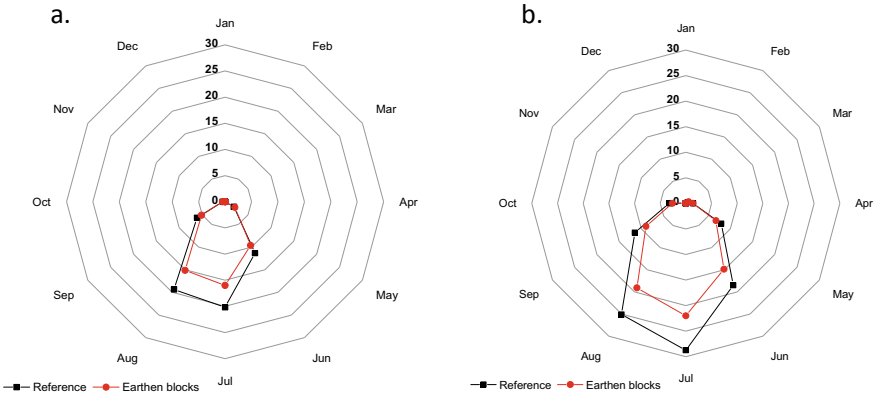 a.
Jan
Feb
Mar
Apr
May
Jun
Jul
Aug
Sep
Oct
Nov
Dec
30
25
20
15
10
5
0
Reference
Earthen blocks
b.
Jan
Feb
Mar
Apr
May
Jun
Jul
Aug
Sep
Oct
Nov
Dec
30
25
20
15
10
5
0
Reference
Earthen blocks